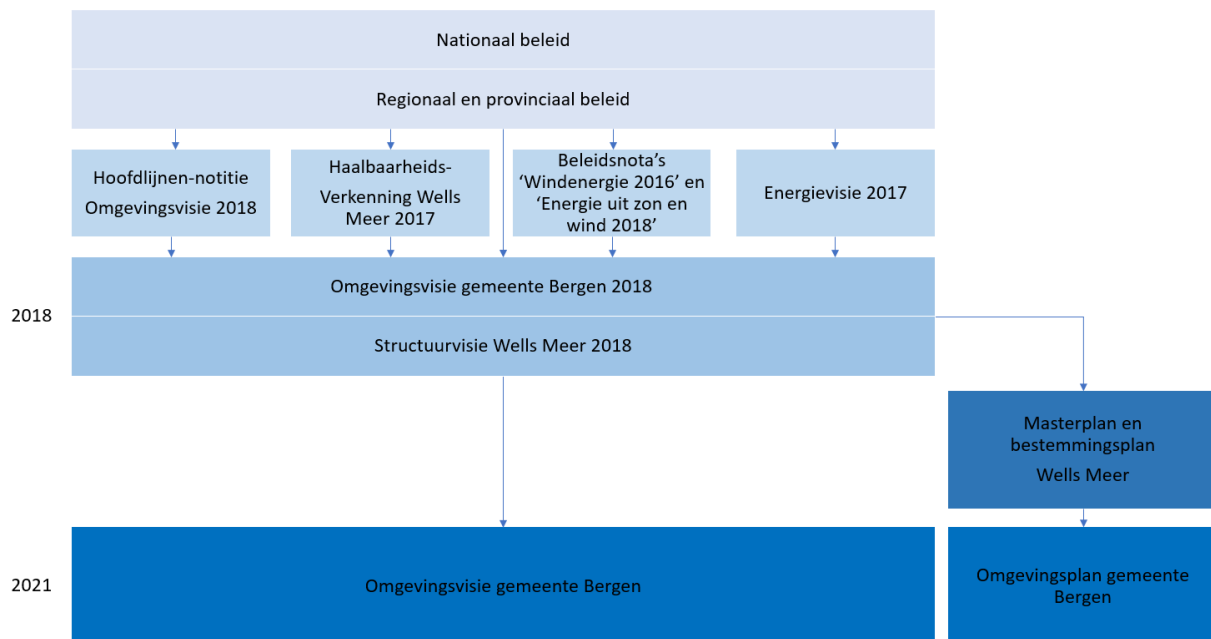 Nationaal beleid
Regionaal en provinciaal beleid
Hoofdlijnen-notitie
Omgevingsvisie 2018
Haalbaarheids-
Verkenning Wells
Meer 2017
Beleidsnota’s
‘Windenergie 2016’ en
‘Energie uit zon en
wind 2018’
Energievisie 2017
2018
Omgevingsvisie gemeente Bergen 2018
Structuurvisie Wells Meer 2018
Masterplan en
bestemmingsplan
Wells Meer
2021
Omgevingsvisie gemeente Bergen
Omgevingsplan gemeente
Bergen